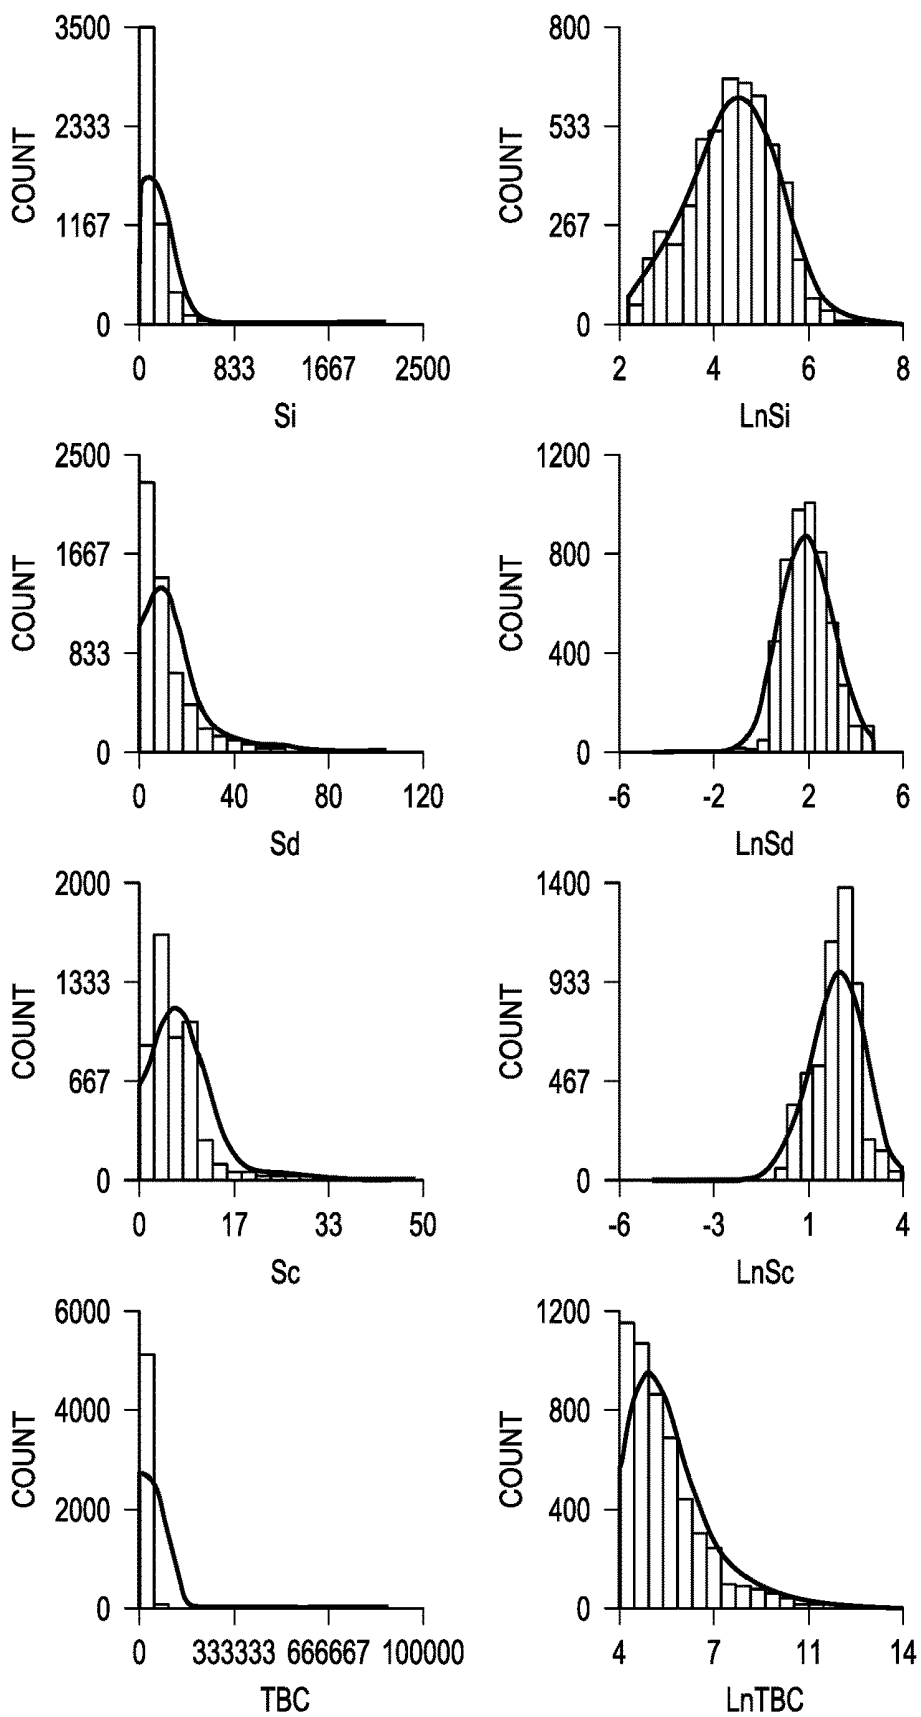 3500
2333
1167
0
COUNT
0 833 1667 2500
Si
800
533
267
0
COUNT
2 4 6 8
LnSi
2500
1667
833
0
COUNT
0 40 80 120
Sd
1200
800
400
0
COUNT
-6 -2 2 6
LnSd
2000
1333
667
0
COUNT
0 17 33 50
Sc
1400
933
467
0
COUNT
-6 -3 1 4
LnSc
6000
4000
2000
0
COUNT
0 333333 666667 100000
TBC
1200
800
400
0
COUNT
4 7 11 14
LnTBC